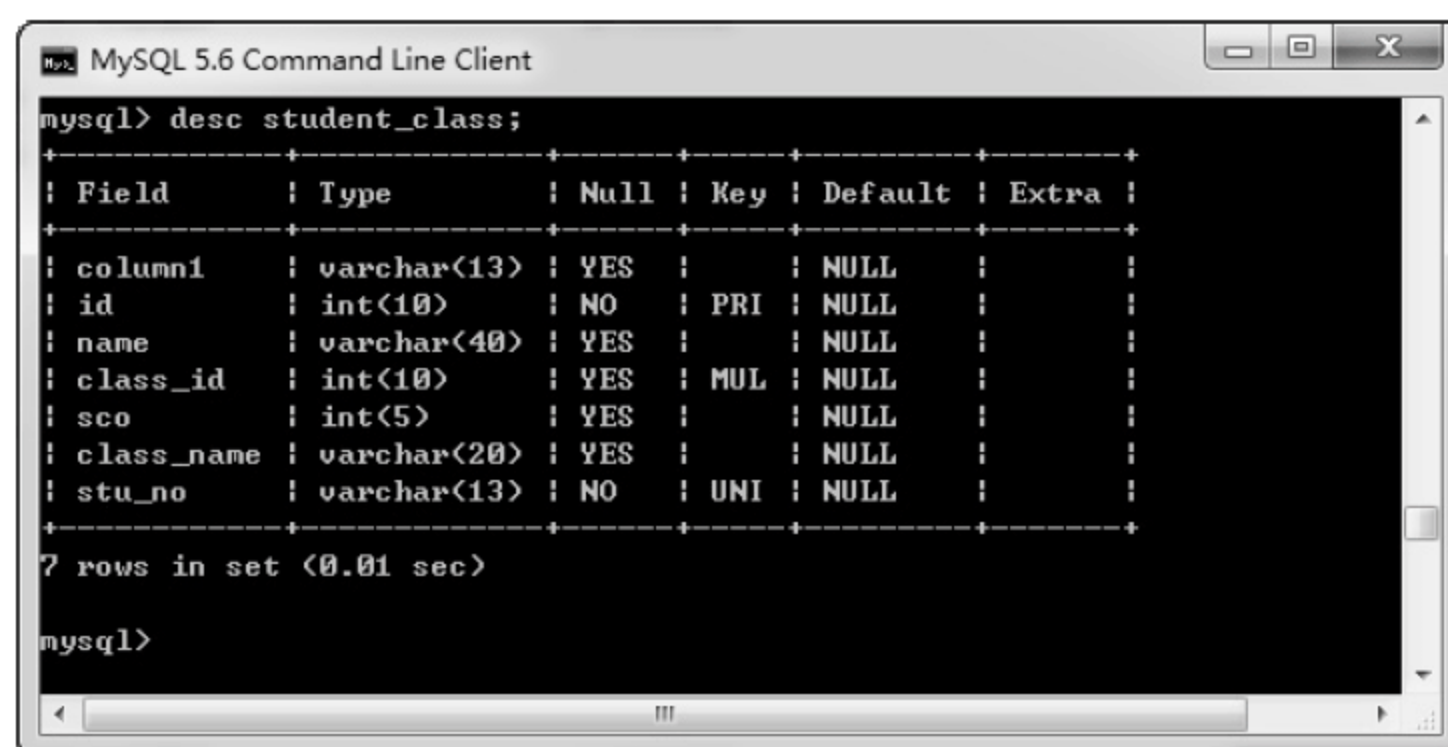 MySQL 5.6 Command Line Client
mysql> desc student_class;
+------------+-------------+------+-----+---------+-------+
| Field      | Type        | Null | Key | Default | Extra |
+------------+-------------+------+-----+---------+-------+
| column1    | varchar(13) | YES  |     | NULL    |       |
| id         | int(10)     | NO   | PRI | NULL    |       |
| name       | varchar(40) | YES  |     | NULL    |       |
| class_id   | int(10)     | YES  | MUL | NULL    |       |
| sco        | int(5)      | YES  |     | NULL    |       |
| class_name | varchar(20) | YES  |     | NULL    |       |
| stu_no     | varchar(13) | NO   | UNI | NULL    |       |
+------------+-------------+------+-----+---------+-------+
7 rows in set (0.01 sec)
mysql>